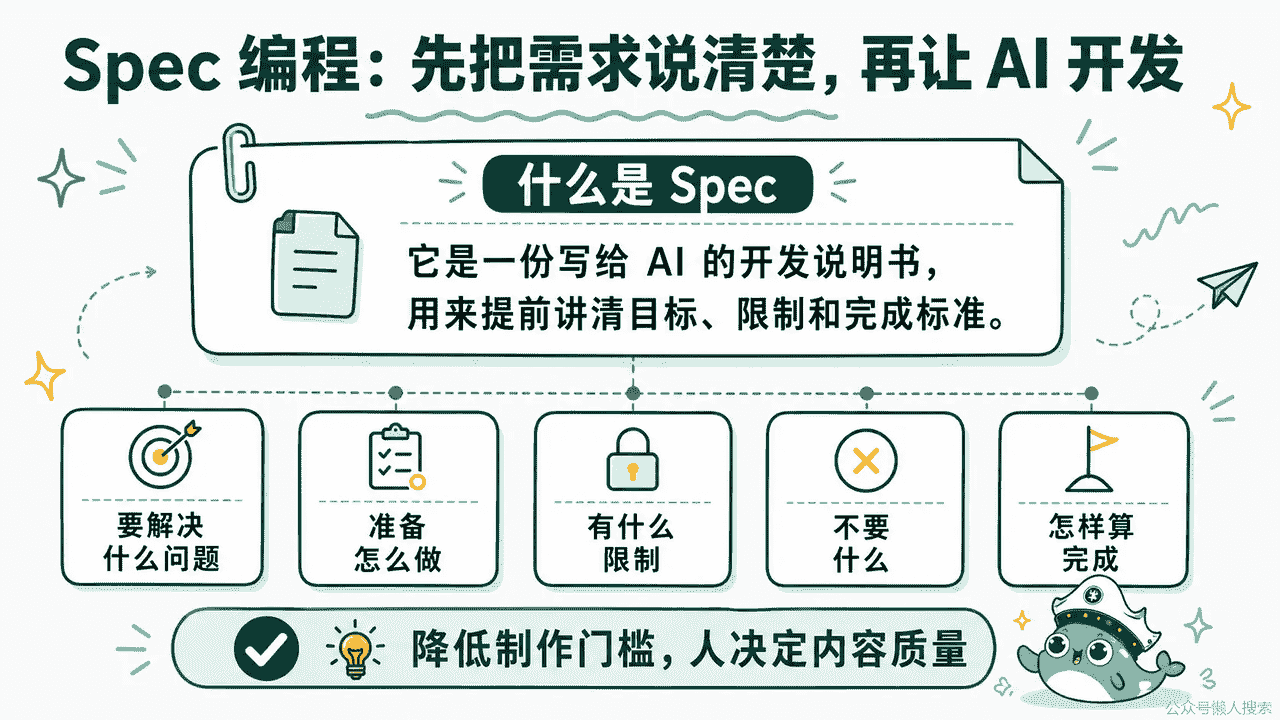 Spec 编程：先把需求说清楚，再让 AI 开发
什么是 Spec
它是一份写给 AI 的开发说明书，
用来提前讲清目标、限制和完成标准。
要解决
什么问题
准备
怎么做
有什么
限制
不要
什么
怎样算
完成
降低制作门槛，人决定内容质量
公众号懒人搜索